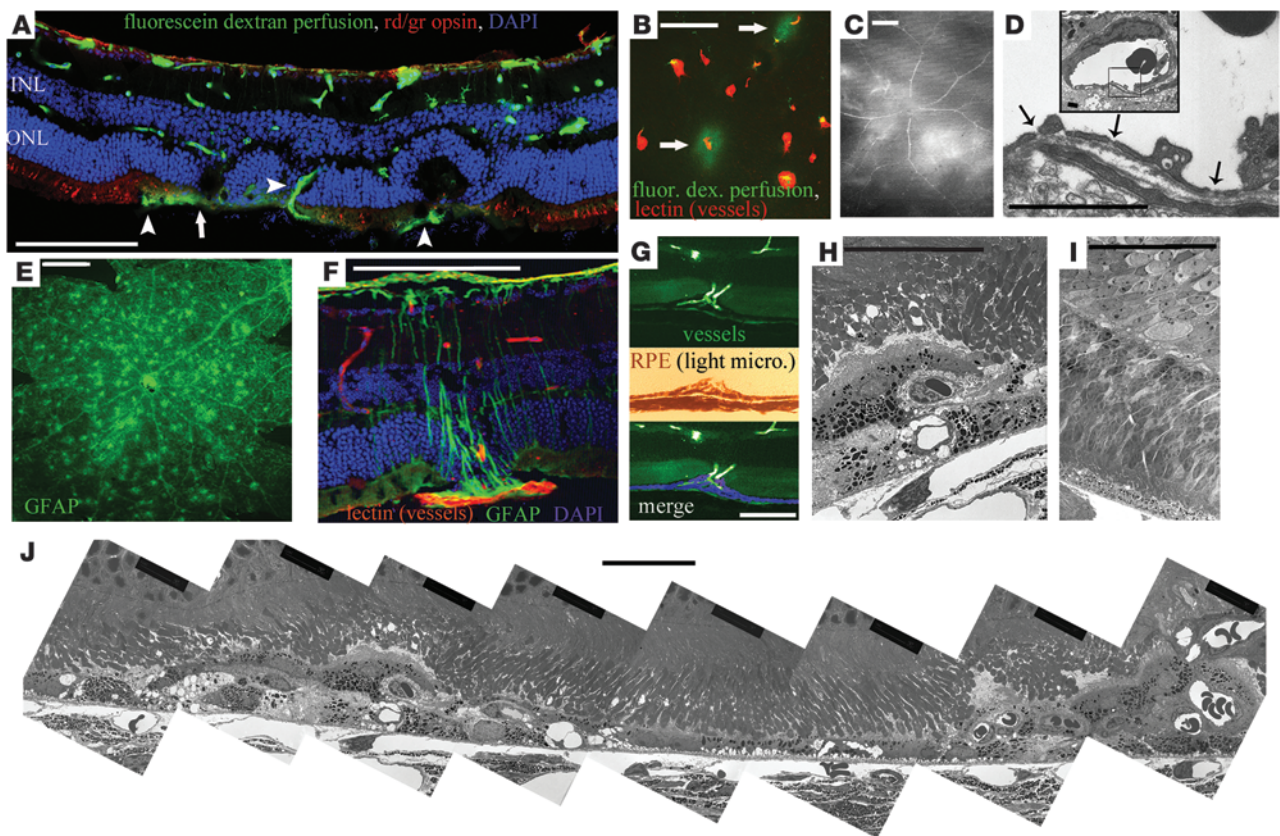 A
fluorescein dextran perfusion, rd/gr opsin, DAPI
INL
ONL
B
fluor. dex. perfusion,
lectin (vessels)
C
D
E
GFAP
F
lectin (vessels) GFAP DAPI
G
vessels
RPE (light micro.)
merge
H
I
J